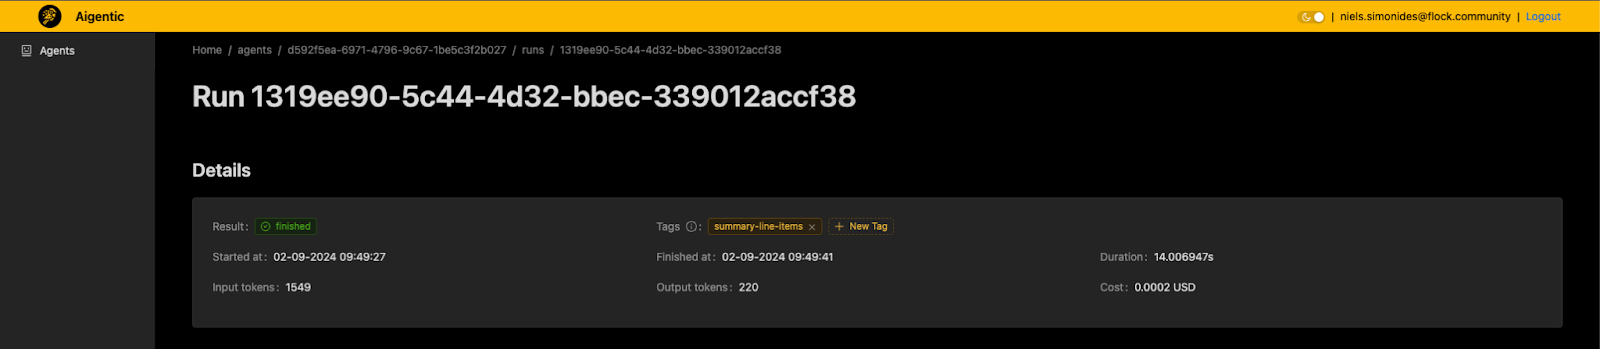 Aigentic | niels.simonides@flock.community | Logout
Agents
Home / agents / d592f5ea-6971-4796-9c67-1be5c3f2b027 / runs / 1319ee90-5c44-4d32-bbec-339012accf38
Run 1319ee90-5c44-4d32-bbec-339012accf38
Details
Result: finished Tags : summary-line-items × + New Tag
Started at: 02-09-2024 09:49:27 Finished at: 02-09-2024 09:49:41 Duration: 14.006947s
Input tokens: 1549 Output tokens: 220 Cost: 0.0002 USD